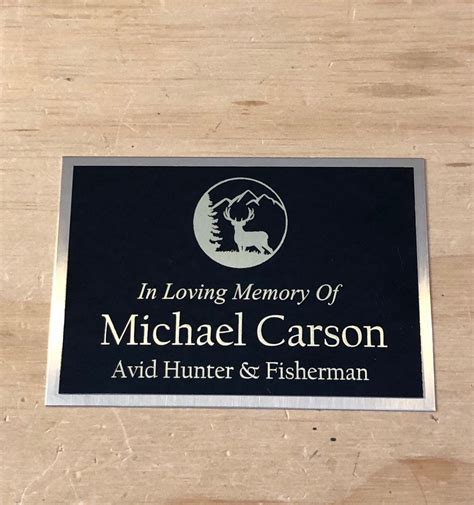 In Loving Memory Of
Michael Carson
Avid Hunter & Fisherman